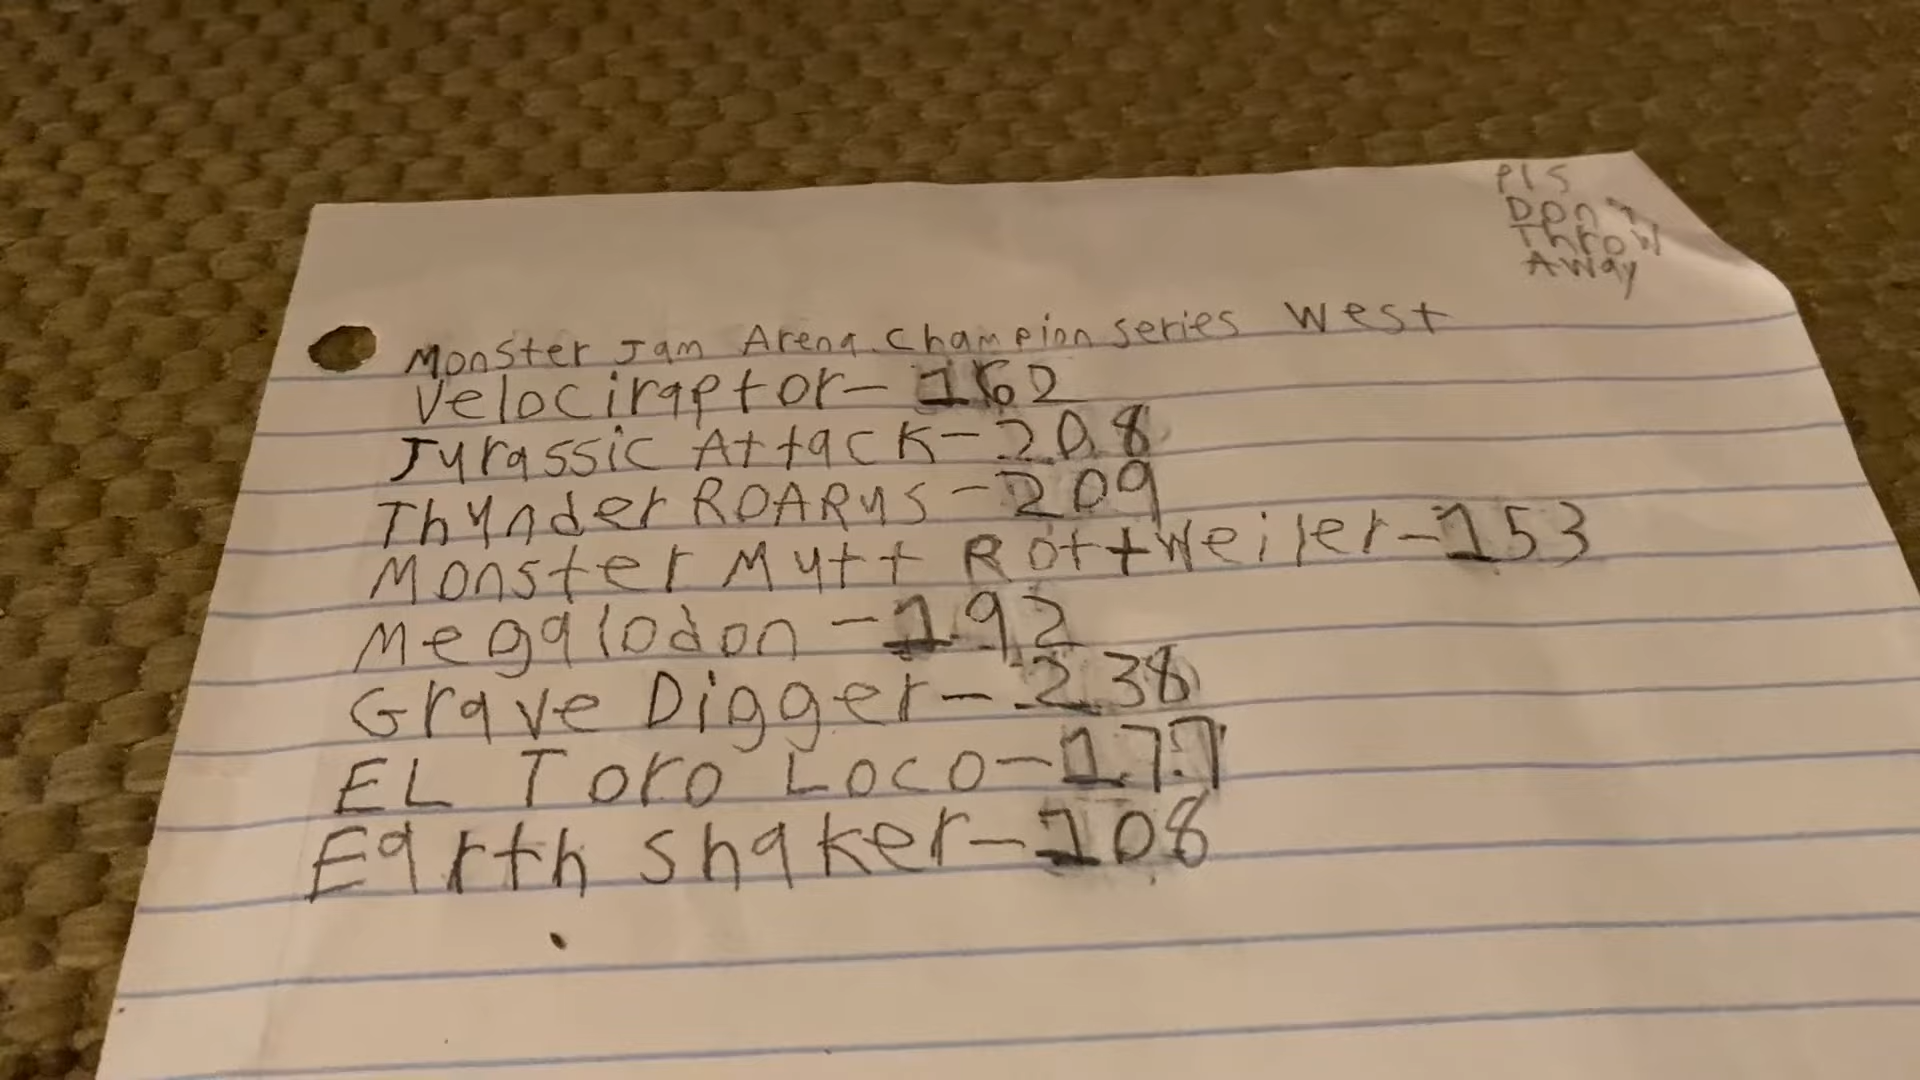 Pls
Don't
Throw
Away
Monster Jam Arena Champion series west
Velociraptor- 162
Jurassic Attack-208
Thunder ROARus-209
Monster Mutt Rottweiler-153
Megalodon-192
Grave Digger-238
EL Toro Loco-177
Earth shaker-108